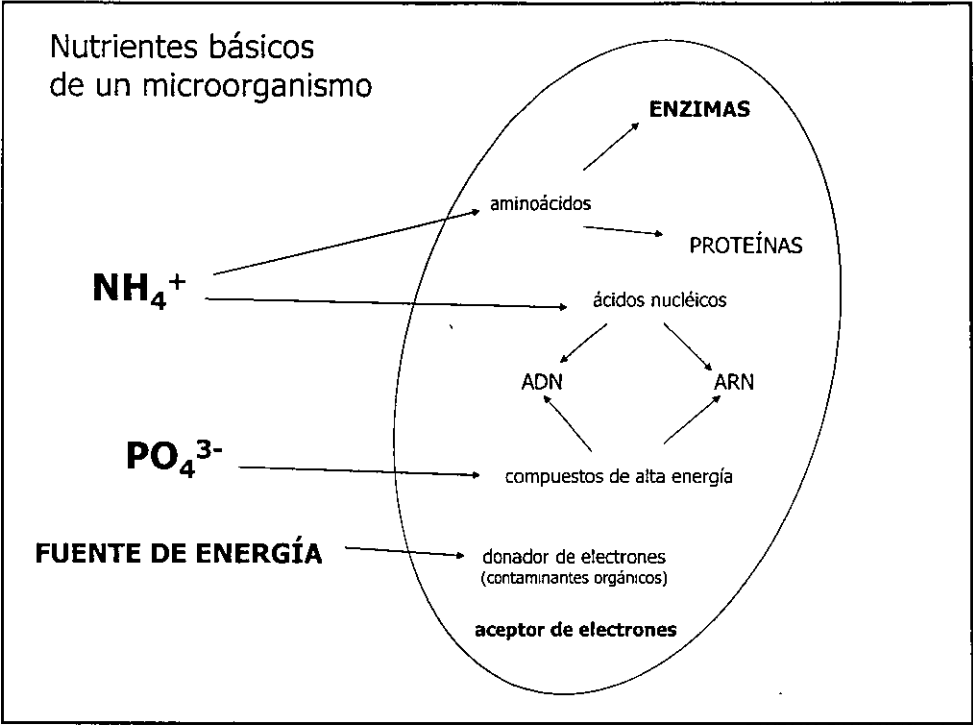 Nutrientes básicos
de un microorganismo
ENZIMAS
aminoácidos
PROTEÍNAS
NH₄⁺
ácidos nucléicos
ADN
ARN
PO₄³⁻
compuestos de alta energía
FUENTE DE ENERGÍA
donador de electrones
(contaminantes orgánicos)
aceptor de electrones